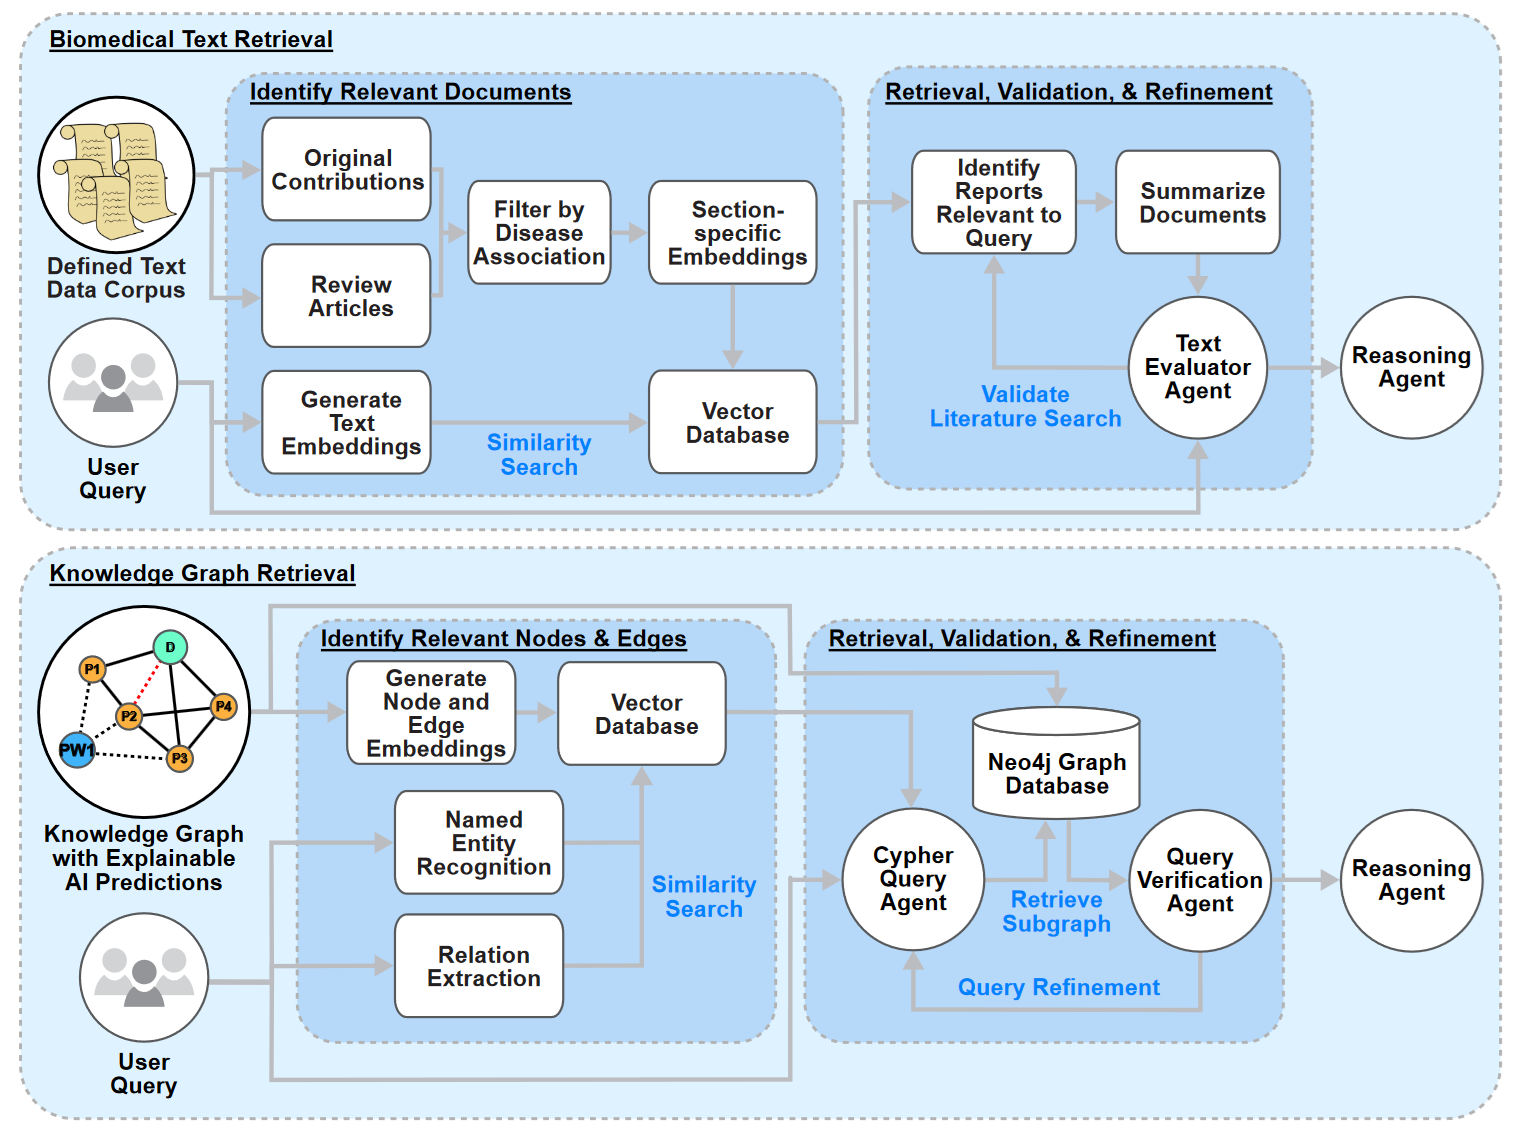 Biomedical Text Retrieval
Identify Relevant Documents
Retrieval, Validation, & Refinement
Defined Text
Data Corpus
Original
Contributions
Review
Articles
Filter by
Disease
Association
Section-
specific
Embeddings
User
Query
Generate
Text
Embeddings
Similarity
Search
Vector
Database
Identify
Reports
Relevant to
Query
Summarize
Documents
Text
Evaluator
Agent
Validate
Literature Search
Reasoning
Agent
Knowledge Graph Retrieval
Identify Relevant Nodes & Edges
Retrieval, Validation, & Refinement
D
P1
P2
P4
PW1
P3
Knowledge Graph
with Explainable
AI Predictions
Generate
Node and
Edge
Embeddings
Vector
Database
Named
Entity
Recognition
Relation
Extraction
Similarity
Search
User
Query
Neo4j Graph
Database
Cypher
Query
Agent
Retrieve
Subgraph
Query
Verification
Agent
Query Refinement
Reasoning
Agent